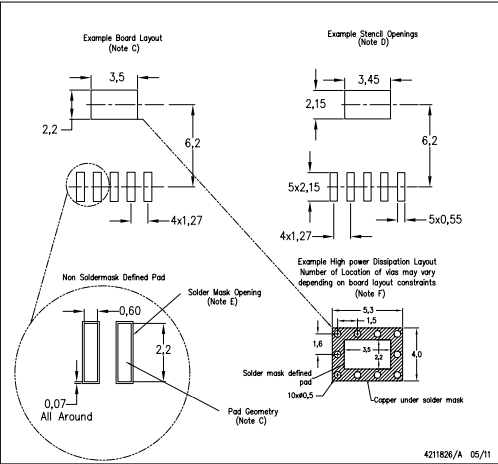 Example Board Layout
(Note C)
Example Stencil Openings
(Note D)
3,5
2,2
6,2
4x1,27
3,45
2,15
6,2
5x2,15
5x0,55
4x1,27
Non Soldermask Defined Pad
0,60
Solder Mask Opening
(Note E)
2,2
0,07
All Around
Pad Geometry
(Note C)
Example High power Dissipation Layout
Number of Location of vias may vary
depending on board layout constraints
(Note F)
5,3
1,5
1,6
3,5
2,2
4,0
Solder mask defined
pad
10xø0,5
Copper under solder mask
4211826/A 05/11